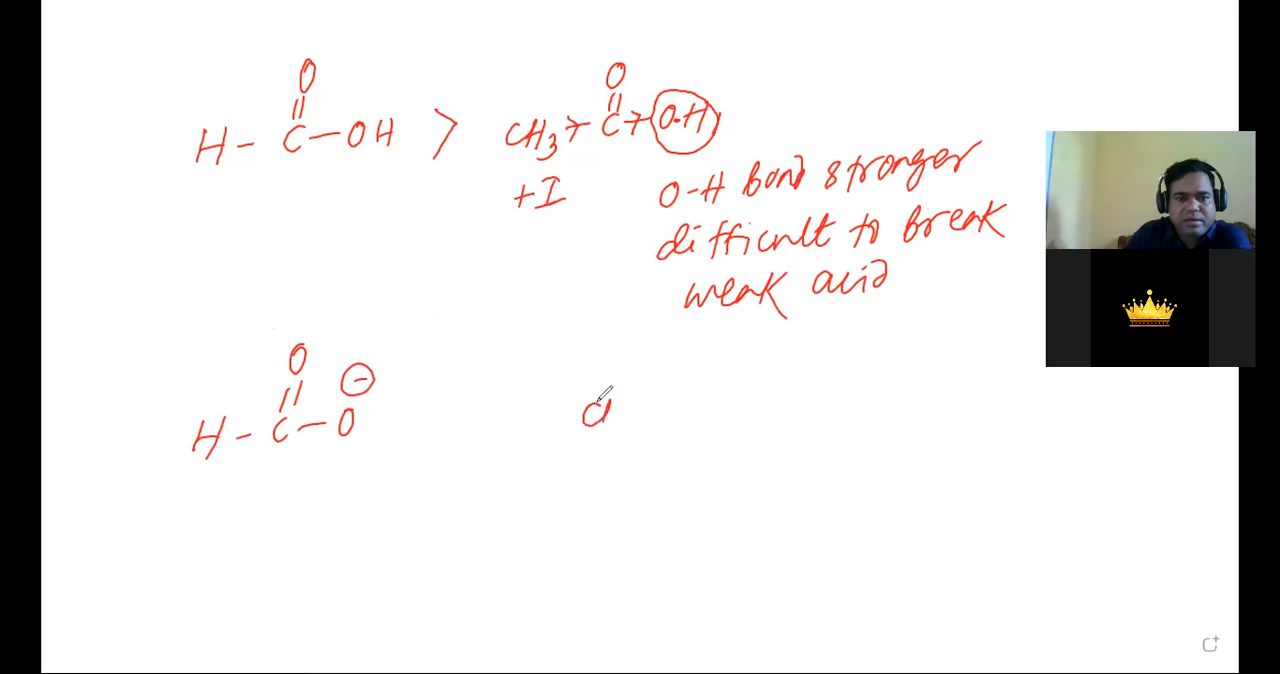 O O
|| ||
H - C - OH > CH3 > C > O-H
+I O-H bond stronger
difficult to break
weak acid
O ⊖
||
H - C - O C